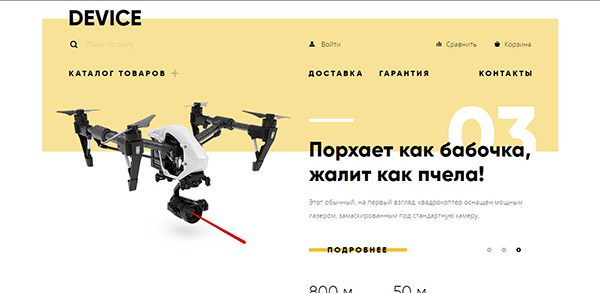 DEVICE
Поиск по сайту
Войти
Сравнить
Корзина
КАТАЛОГ ТОВАРОВ +
ДОСТАВКА
ГАРАНТИЯ
КОНТАКТЫ
03
Порхает как бабочка,
жалит как пчела!
Этот обычный, на первый взгляд, квадрокоптер оснащен мощным
лазером, замаскированным под стандартную камеру.
ПОДРОБНЕЕ
800 м
50 м